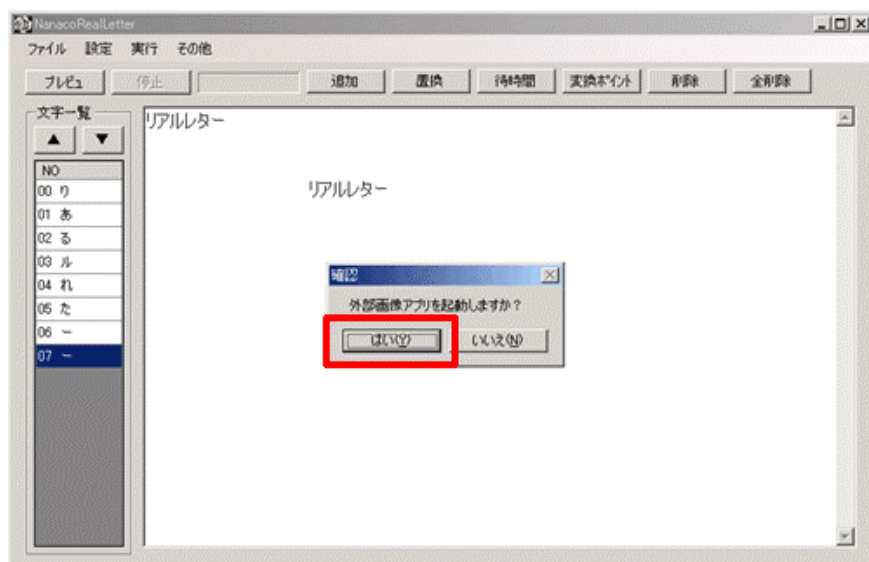 NanacoRealLetter
ファイル 設定 実行 その他
プレビュ 停止 追加 置換 待時間 変換ポイント 削除 全削除
文字一覧
▲ ▼
NO
00 り
01 あ
02 る
03 ル
04 れ
05 た
06 ー
07 ー
リアルレター
リアルレター
確認
外部画像アプリを起動しますか？
はい(Y) いいえ(N)